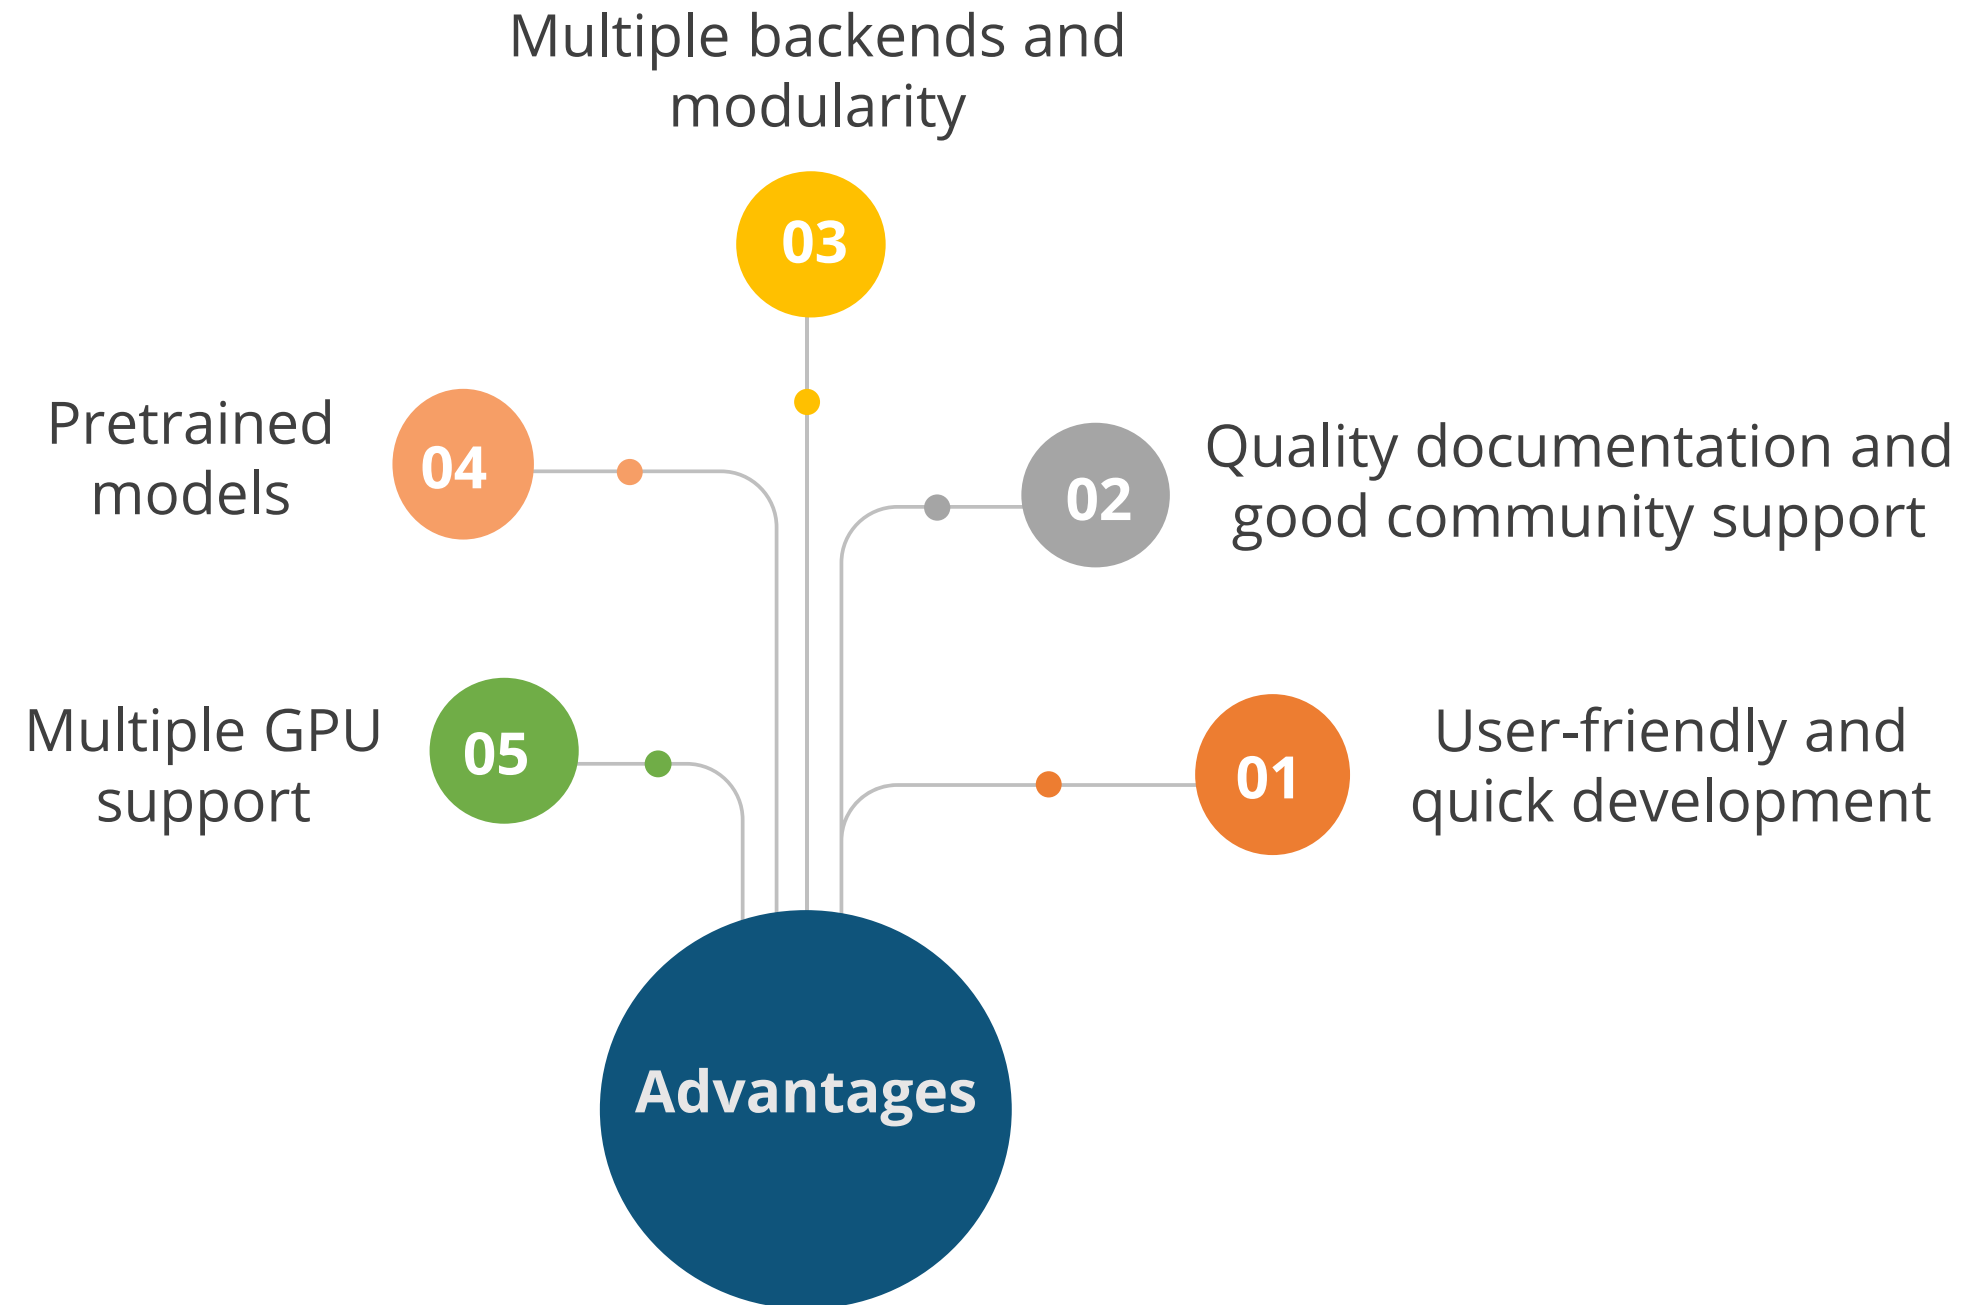 Multiple backends and
modularity
03
Pretrained
models
04
02
Quality documentation and
good community support
Multiple GPU
support
05
01
User-friendly and
quick development
Advantages